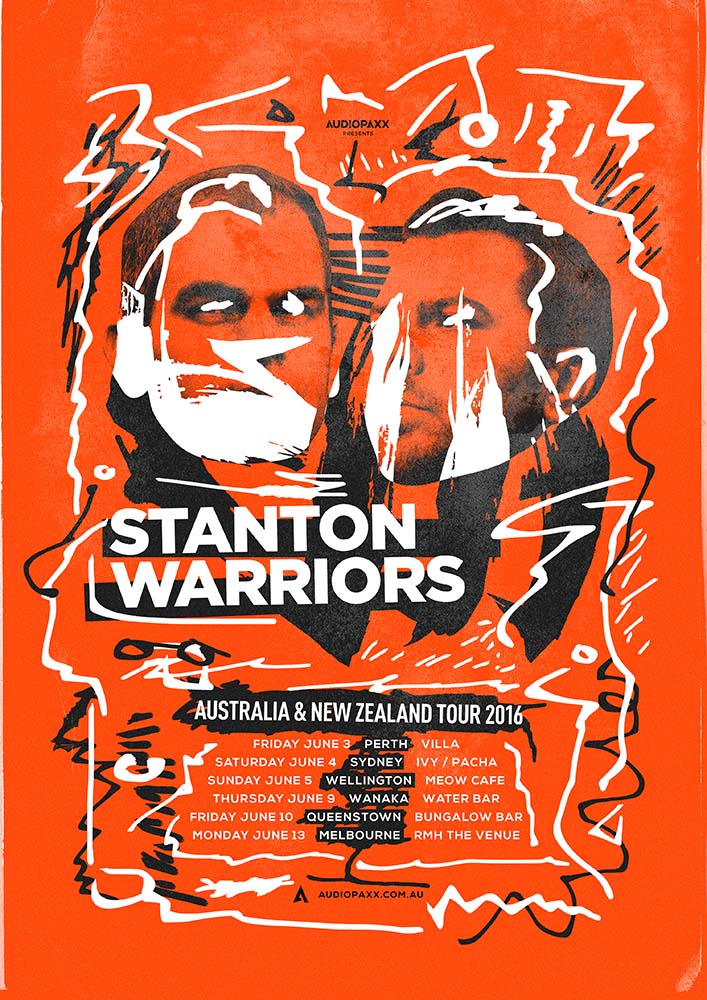 AUDIOPAXX
PRESENTS
STANTON
WARRIORS
AUSTRALIA & NEW ZEALAND TOUR 2016
FRIDAY JUNE 3 PERTH VILLA
SATURDAY JUNE 4 SYDNEY IVY / PACHA
SUNDAY JUNE 5 WELLINGTON MEOW CAFE
THURSDAY JUNE 9 WANAKA WATER BAR
FRIDAY JUNE 10 QUEENSTOWN BUNGALOW BAR
MONDAY JUNE 13 MELBOURNE RMH THE VENUE
AUDIOPAXX.COM.AU